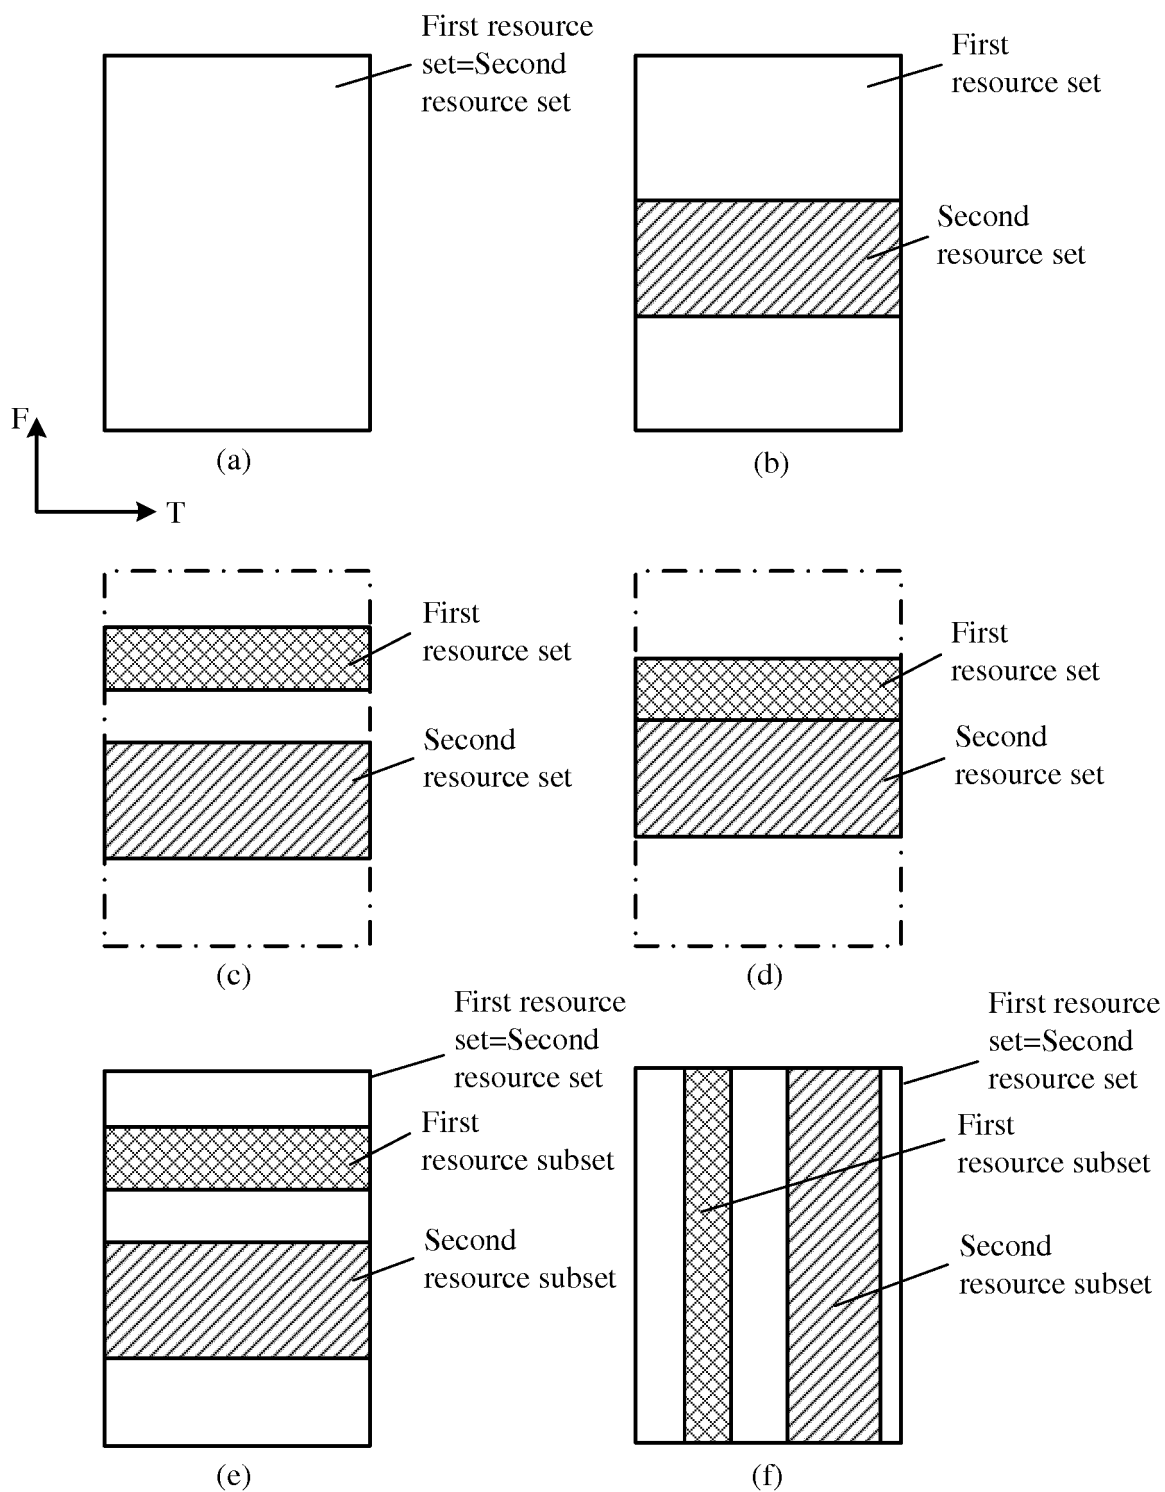 First resource
set=Second
resource set
First
resource set
Second
resource set
(a)
(b)
F
T
First
resource set
Second
resource set
(c)
First
resource set
Second
resource set
(d)
First resource
set=Second
resource set
First
resource subset
Second
resource subset
(e)
First resource
set=Second
resource set
First
resource subset
Second
resource subset
(f)